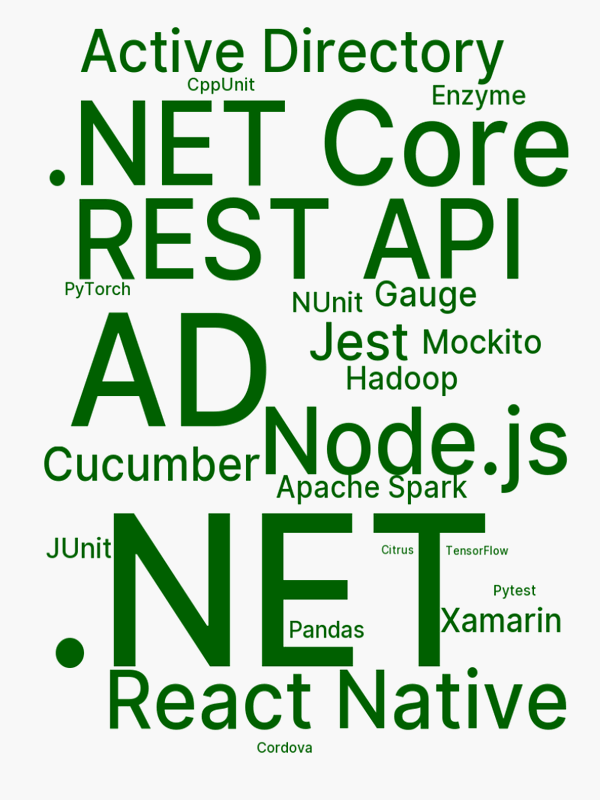 Active Directory
CppUnit
Enzyme
.NET Core
REST API
PyTorch
NUnit
Gauge
AD
Jest
Mockito
Hadoop
Node.js
Cucumber
Apache Spark
.NET
JUnit
Citrus
TensorFlow
Pytest
Pandas
Xamarin
React Native
Cordova